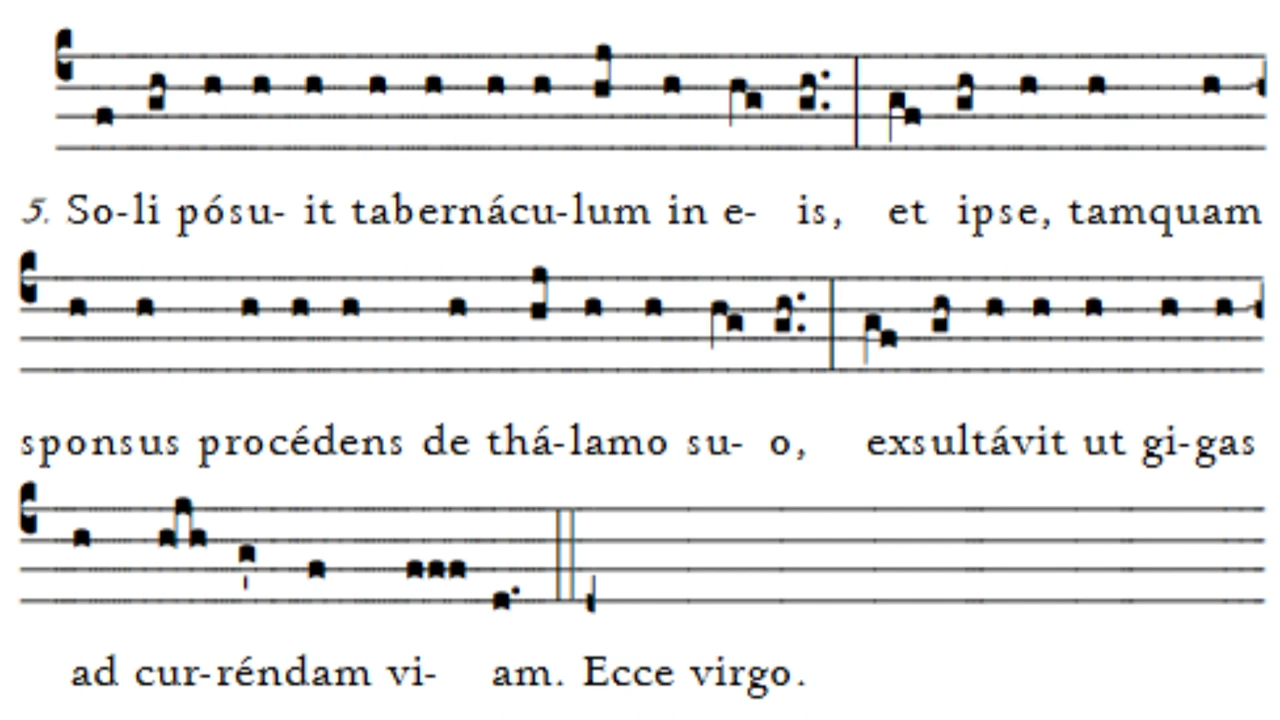 5. So-li pósu- it tabernácu-lum in e- is, et ipse, tamquam
sponsus procédens de thá-lamo su- o, exsultávit ut gi-gas
ad cur-réndam vi- am. Ecce virgo.